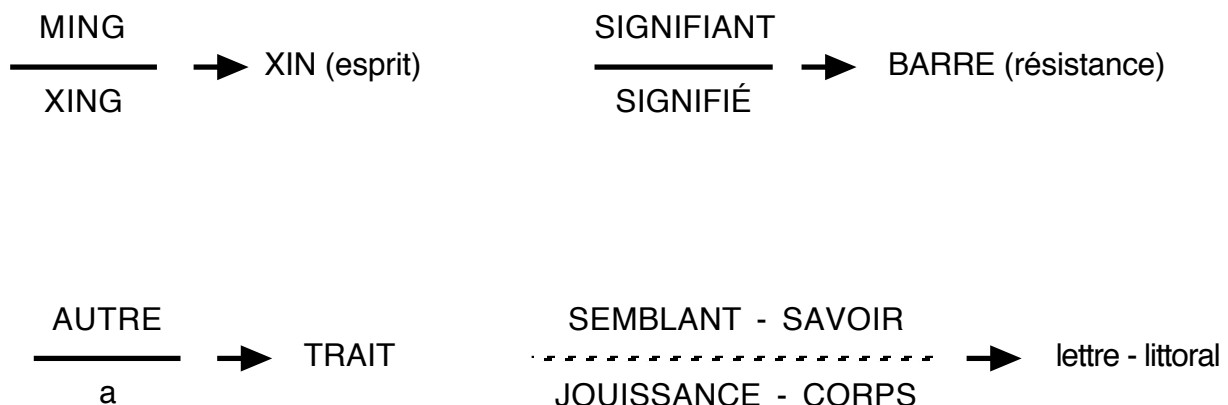 MING SIGNIFIANT
XIN (esprit) BARRE (résistance)
XING SIGNIFIÉ
AUTRE SEMBLANT - SAVOIR
TRAIT lettre - littoral
a JOUISSANCE - CORPS